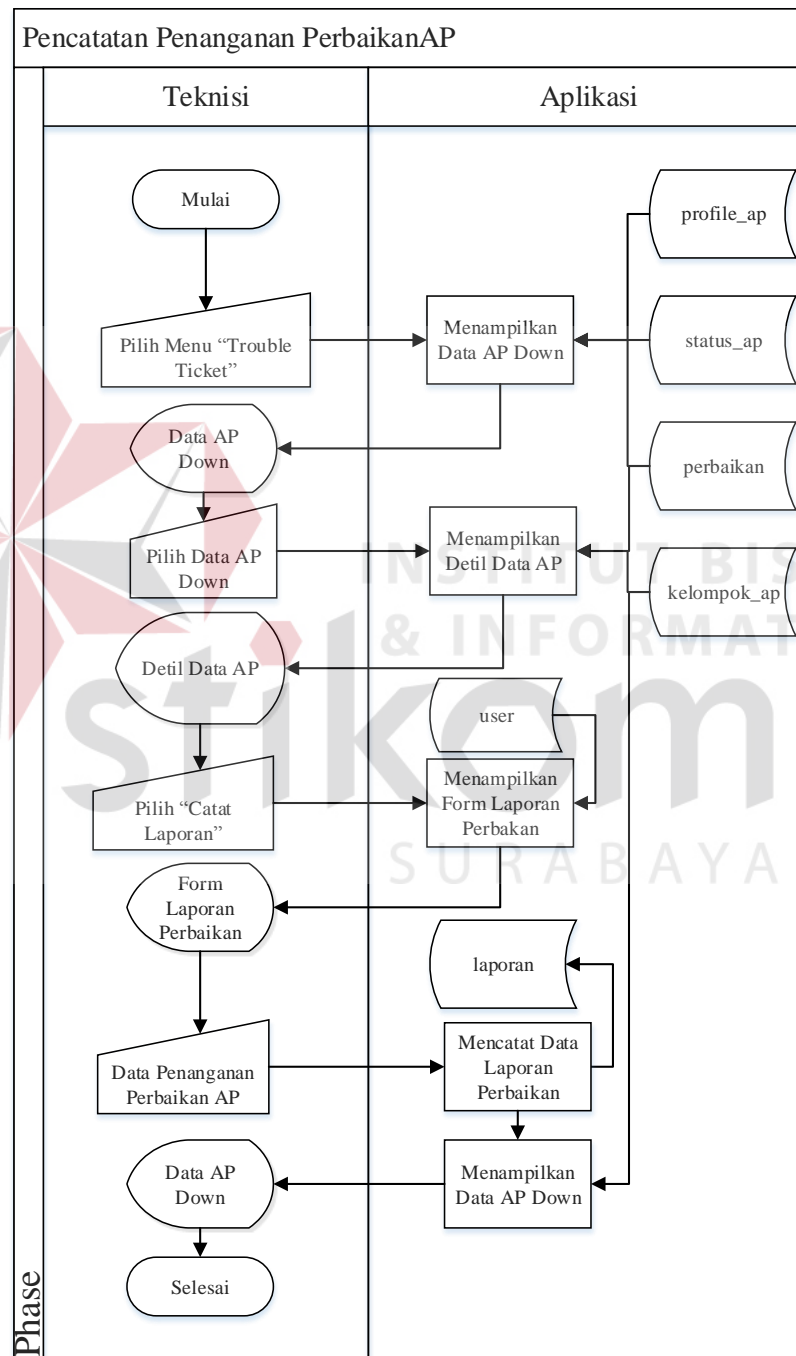 Pencatatan Penanganan PerbaikanAP
Teknisi
Aplikasi
Mulai
profile_ap
Pilih Menu “Trouble
Ticket”
Menampilkan
Data AP Down
status_ap
Data AP
Down
perbaikan
Pilih Data AP
Down
Menampilkan
Detil Data AP
kelompok_ap
Detil Data AP
user
Pilih “Catat
Laporan”
Menampilkan
Form Laporan
Perbakan
Form
Laporan
Perbaikan
laporan
Data Penanganan
Perbaikan AP
Mencatat Data
Laporan
Perbaikan
Data AP
Down
Menampilkan
Data AP Down
Selesai
Phase
INSTITUT BIS
& INFORMAT
stikom
SURABAYA